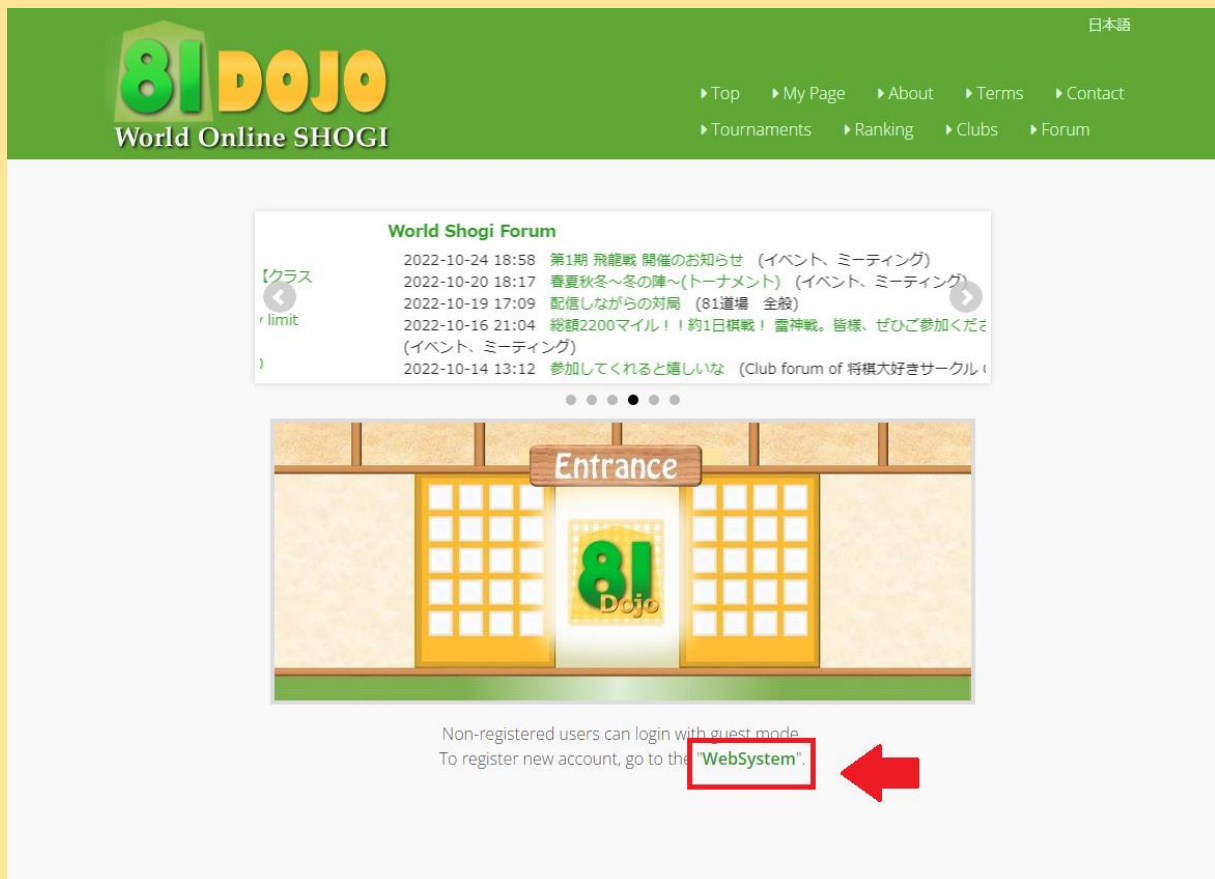 日本語
81 DOJO
World Online SHOGI
Top My Page About Terms Contact
Tournaments Ranking Clubs Forum
World Shogi Forum
2022-10-24 18:58 第1期 飛龍戦 開催のお知らせ (イベント、ミーティング)
【クラス
2022-10-20 18:17 春夏秋冬～冬の陣～(トーナメント) (イベント、ミーティング)
2022-10-19 17:09 配信しながらの対局 (81道場 全般)
limit
2022-10-16 21:04 総額2200マイル！！約1日棋戦！ 雷神戦。皆様、ぜひご参加くださ
(イベント、ミーティング)
)
2022-10-14 13:12 参加してくれると嬉しいな (Club forum of 将棋大好きサークル (
Entrance
81
Dojo
Non-registered users can login with guest mode.
To register new account, go to the "WebSystem".